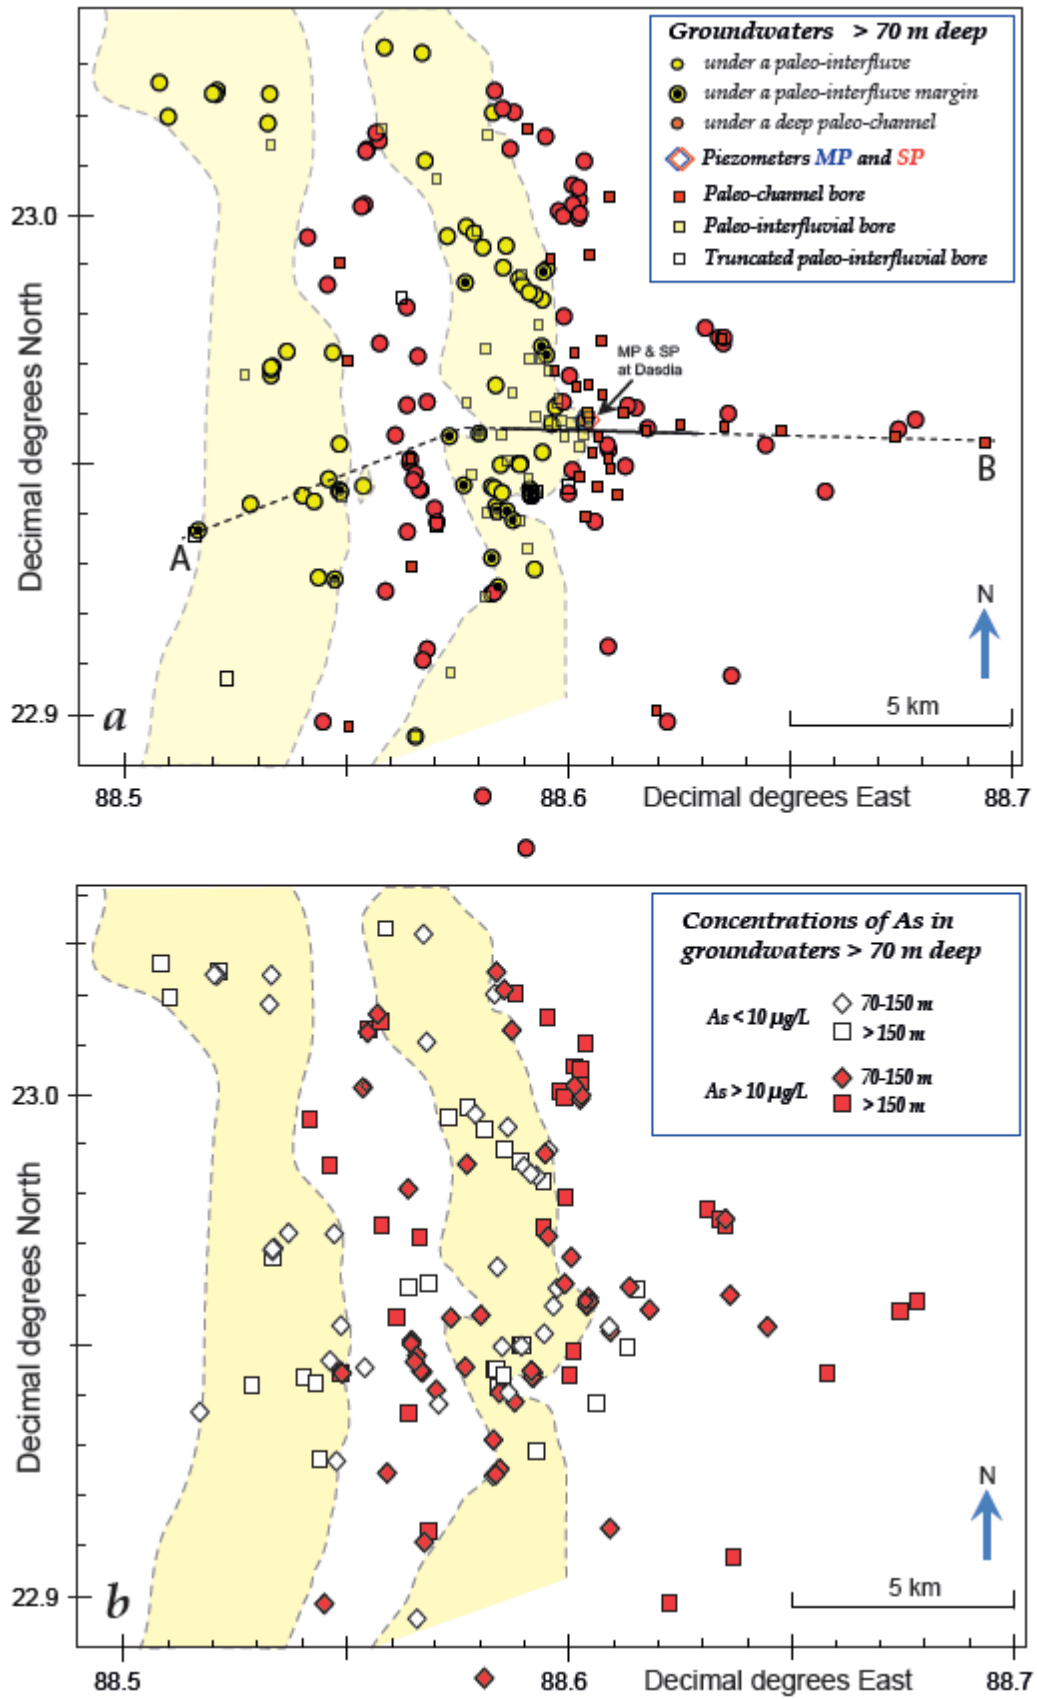 Groundwaters > 70 m deep
under a paleo-interfluve
under a paleo-interfluve margin
under a deep paleo-channel
Piezometers MP and SP
Paleo-channel bore
Paleo-interfluvial bore
Truncated paleo-interfluvial bore
23.0
Decimal degrees North
MP & SP
at Dasdia
A
B
N
22.9
a
5 km
88.5
88.6
Decimal degrees East
88.7
Concentrations of As in
groundwaters > 70 m deep
As < 10 µg/L
70-150 m
> 150 m
As > 10 µg/L
70-150 m
> 150 m
23.0
Decimal degrees North
N
22.9
b
5 km
88.5
88.6
Decimal degrees East
88.7